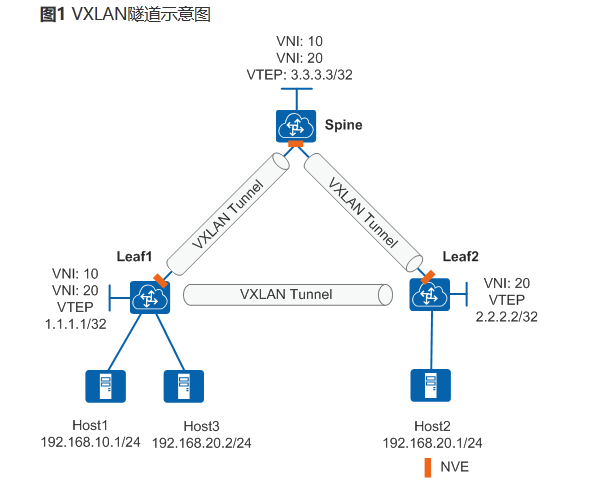 图1 VXLAN隧道示意图
VNI: 10
VNI: 20
VTEP: 3.3.3.3/32
Spine
VXLAN Tunnel
VXLAN Tunnel
Leaf1
Leaf2
VNI: 10
VNI: 20
VTEP
1.1.1.1/32
VXLAN Tunnel
VNI: 20
VTEP
2.2.2.2/32
Host1
192.168.10.1/24
Host3
192.168.20.2/24
Host2
192.168.20.1/24
NVE